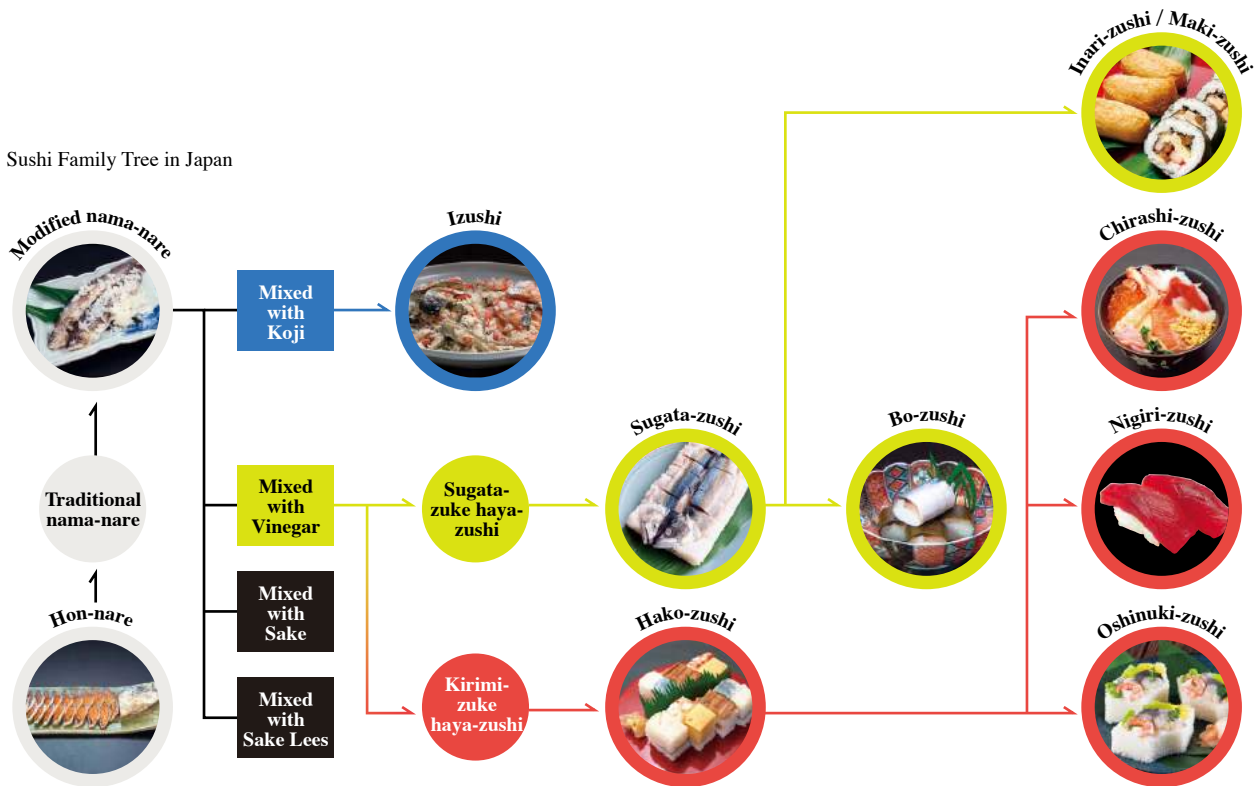 Inari-zushi / Maki-zushi
Sushi Family Tree in Japan
Modified nama-nare
Izushi
Chirashi-zushi
Mixed
with
Koji
Sugata-zushi
Bo-zushi
Nigiri-zushi
Traditional
nama-nare
Mixed
with
Vinegar
Sugata-
zuke haya-
zushi
Mixed
with
Sake
Hon-nare
Hako-zushi
Oshinuki-zushi
Mixed
with
Sake Lees
Kirimi-
zuke
haya-zushi